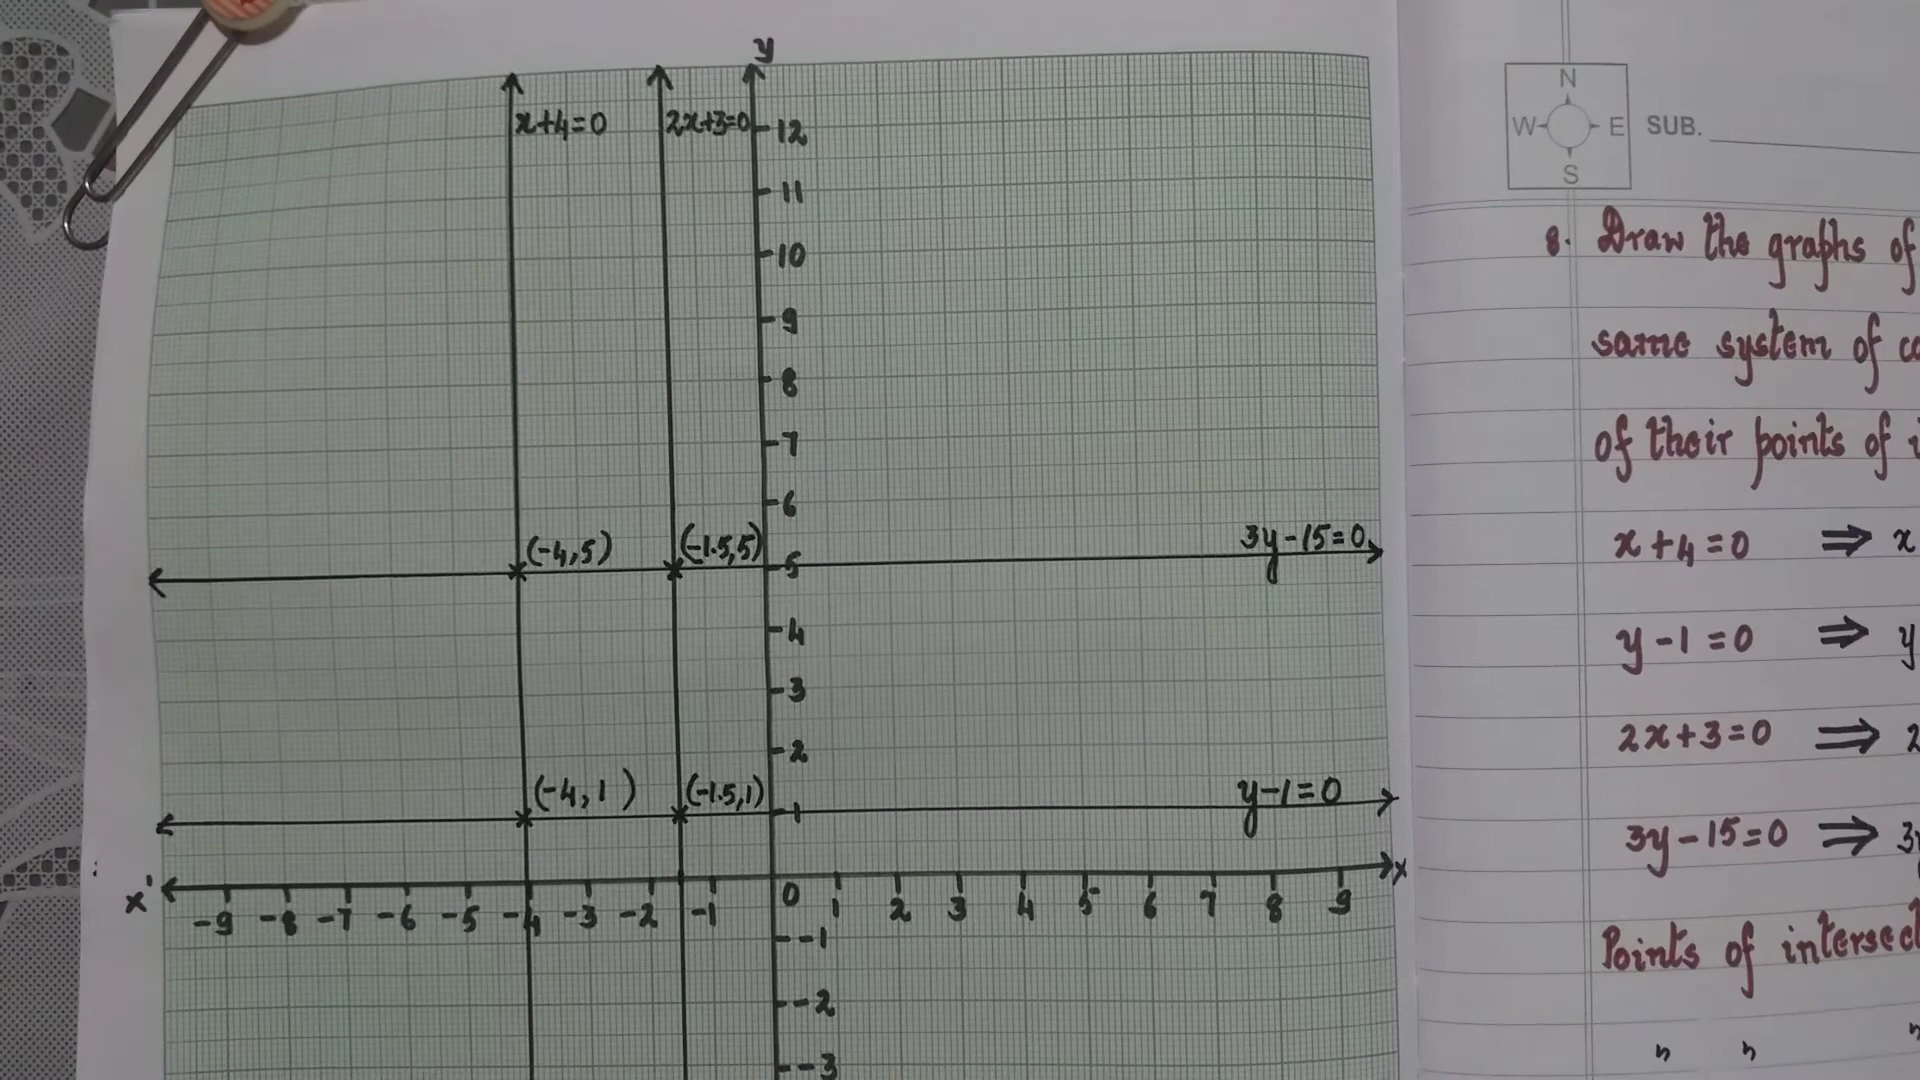 y
x+4=0
2x+3=0
12
11
10
9
8
7
6
(-4,5)
(-1.5,5)
3y-15=0
5
4
3
2
(-4,1)
(-1.5,1)
y-1=0
1
x'
x
-9 -8 -7 -6 -5 -4 -3 -2 -1 0 1 2 3 4 5 6 7 8 9
-1
-2
-3
N
W E SUB.
S
8. Draw the graphs of
same system of
of their points of
x+4=0 ⇒ x
y-1=0 ⇒ y
2x+3=0 ⇒ 2
3y-15=0 ⇒ 3y
Points of
" "